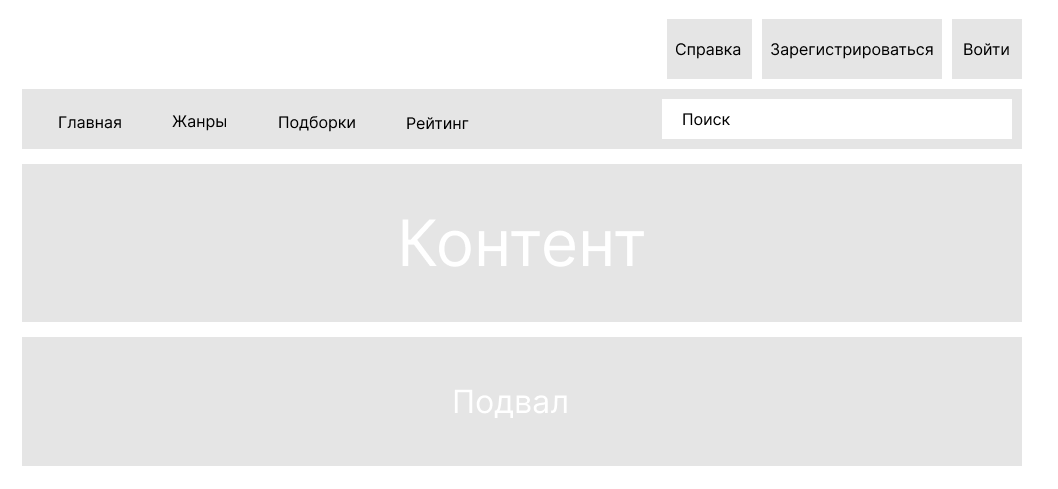 Справка Зарегистрироваться Войти
Главная Жанры Подборки Рейтинг Поиск
Контент
Подвал